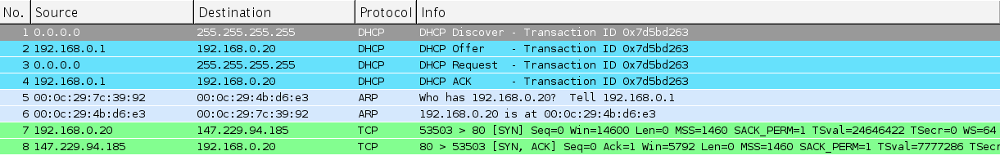 No. Source Destination Protocol Info
1 0.0.0.0 255.255.255.255 DHCP DHCP Discover - Transaction ID 0x7d5bd263
2 192.168.0.1 192.168.0.20 DHCP DHCP Offer - Transaction ID 0x7d5bd263
3 0.0.0.0 255.255.255.255 DHCP DHCP Request - Transaction ID 0x7d5bd263
4 192.168.0.1 192.168.0.20 DHCP DHCP ACK - Transaction ID 0x7d5bd263
5 00:0c:29:7c:39:92 00:0c:29:4b:d6:e3 ARP Who has 192.168.0.20? Tell 192.168.0.1
6 00:0c:29:4b:d6:e3 00:0c:29:7c:39:92 ARP 192.168.0.20 is at 00:0c:29:4b:d6:e3
7 192.168.0.20 147.229.94.185 TCP 53503 > 80 [SYN] Seq=0 Win=14600 Len=0 MSS=1460 SACK_PERM=1 TSval=24646422 TSecr=0 WS=64
8 147.229.94.185 192.168.0.20 TCP 80 > 53503 [SYN, ACK] Seq=0 Ack=1 Win=5792 Len=0 MSS=1460 SACK_PERM=1 TSval=7777286 TSecr